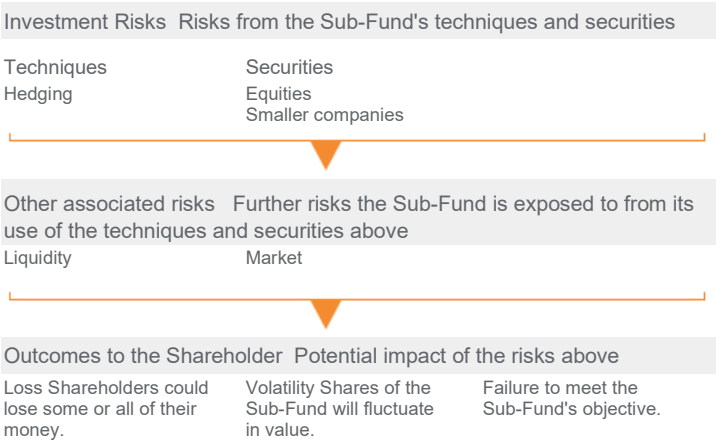 Investment Risks Risks from the Sub-Fund's techniques and securities
Techniques Securities
Hedging Equities
Smaller companies
Other associated risks Further risks the Sub-Fund is exposed to from its
use of the techniques and securities above
Liquidity Market
Outcomes to the Shareholder Potential impact of the risks above
Loss Shareholders could
lose some or all of their
money.
Volatility Shares of the
Sub-Fund will fluctuate
in value.
Failure to meet the
Sub-Fund's objective.